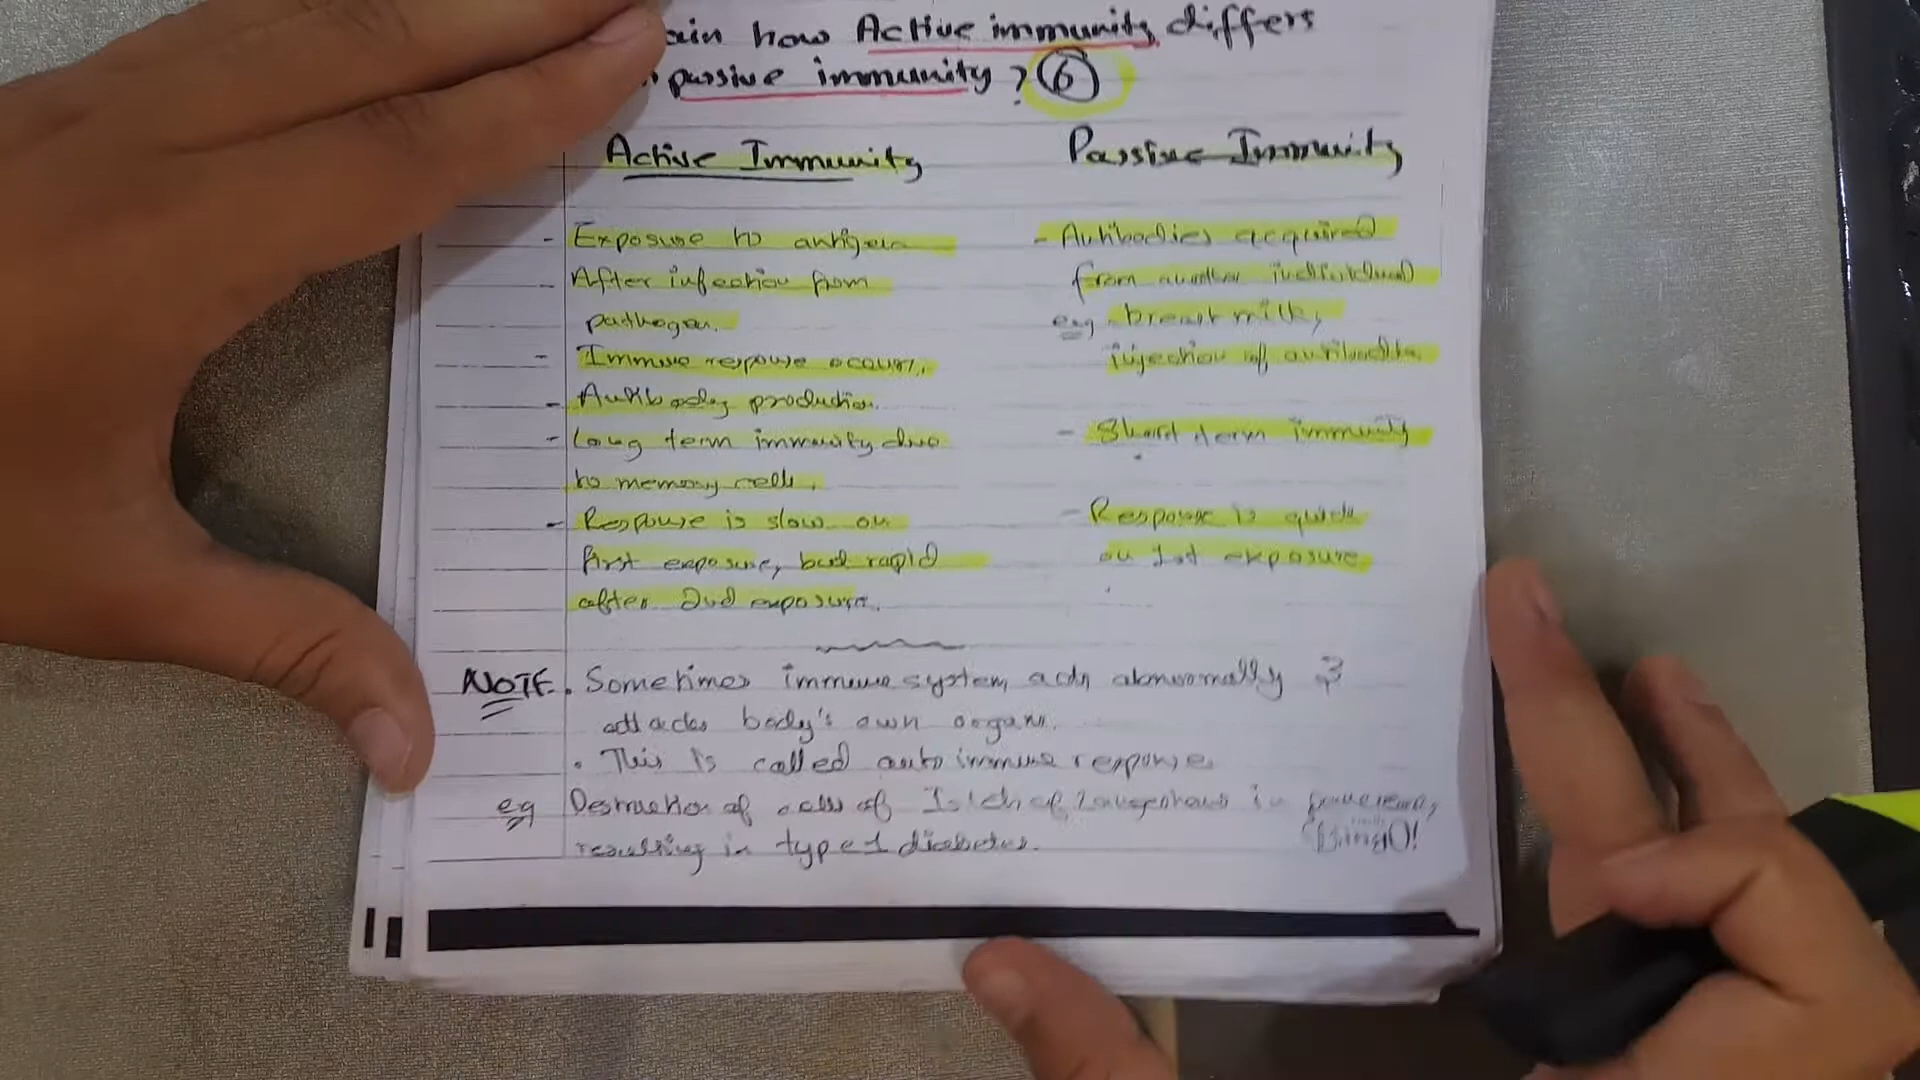 ain how Active immunity differs
passive immunity ? 6
Active Immunity
Passive Immunity
- Exposure to antigen
- After infection from
pathogen.
- Immune response occurs.
- Antibody production.
- Long term immunity due
to memory cells.
- Response is slow on
first exposure, but rapid
after 2nd exposure.
- Antibodies acquired
from another individual
eg - breast milk,
injection of antibodies
- Short term immunity
- Response is quick
on 1st exposure
NOTE . Sometimes immune system acts abnormally &
attacks body's own organs.
. This is called autoimmune response
eg Destruction of cells of Islets of Langerhans in pancreas,
resulting in type 1 diabetes.